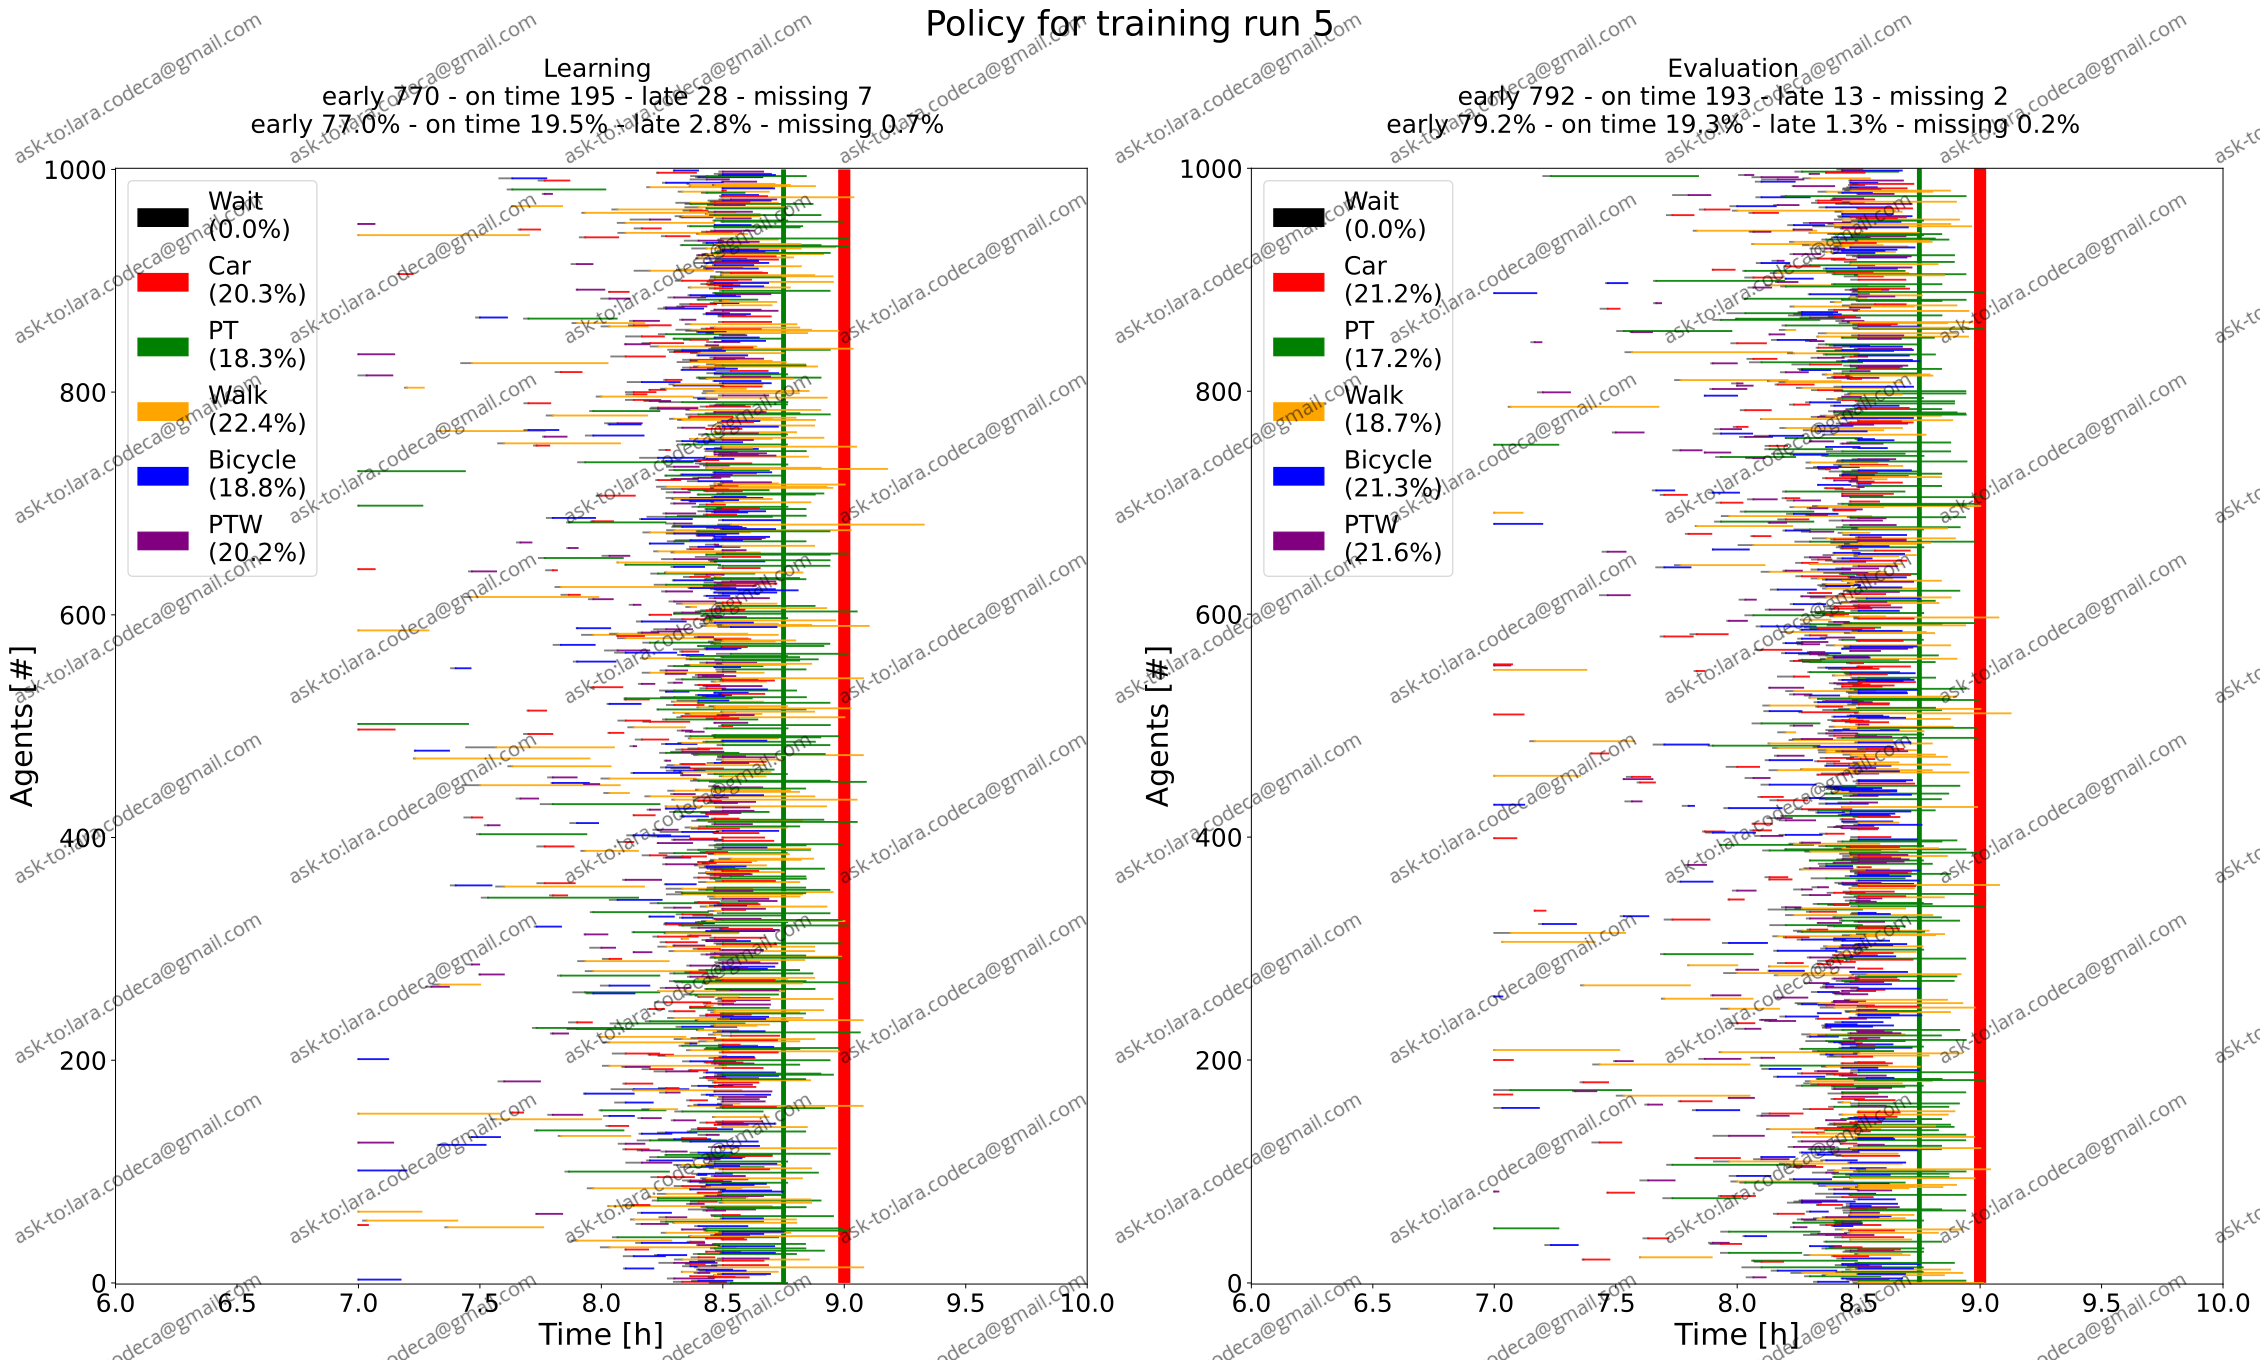 Policy for training run 5
Learning
early 770 - on time 195 - late 28 - missing 7
early 77.0% - on time 19.5% - late 2.8% - missing 0.7%
Evaluation
early 792 - on time 193 - late 13 - missing 2
early 79.2% - on time 19.3% - late 1.3% - missing 0.2%
Agents [#]
1000
800
600
400
200
0
Wait
(0.0%)
Car
(20.3%)
PT
(18.3%)
Walk
(22.4%)
Bicycle
(18.8%)
PTW
(20.2%)
6.0 6.5 7.0 7.5 8.0 8.5 9.0 9.5 10.0
Time [h]
Agents [#]
1000
800
600
400
200
0
Wait
(0.0%)
Car
(21.2%)
PT
(17.2%)
Walk
(18.7%)
Bicycle
(21.3%)
PTW
(21.6%)
6.0 6.5 7.0 7.5 8.0 8.5 9.0 9.5 10.0
Time [h]
ask-to:lara.codeca@gmail.com